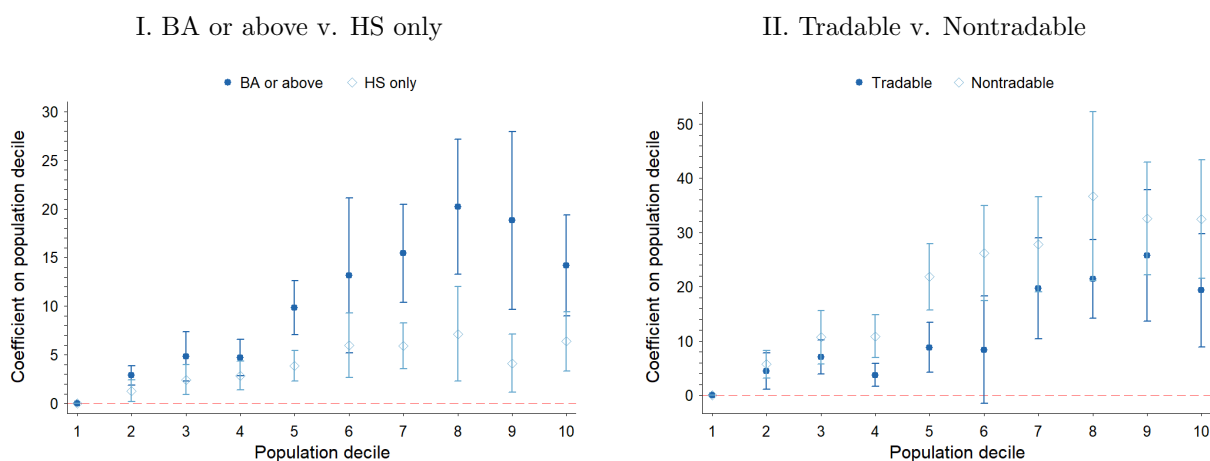 I. BA or above v. HS only
BA or above
HS only
Coefficient on population decile
30
25
20
15
10
5
0
1 2 3 4 5 6 7 8 9 10
Population decile
II. Tradable v. Nontradable
Tradable
Nontradable
Coefficient on population decile
50
40
30
20
10
0
1 2 3 4 5 6 7 8 9 10
Population decile